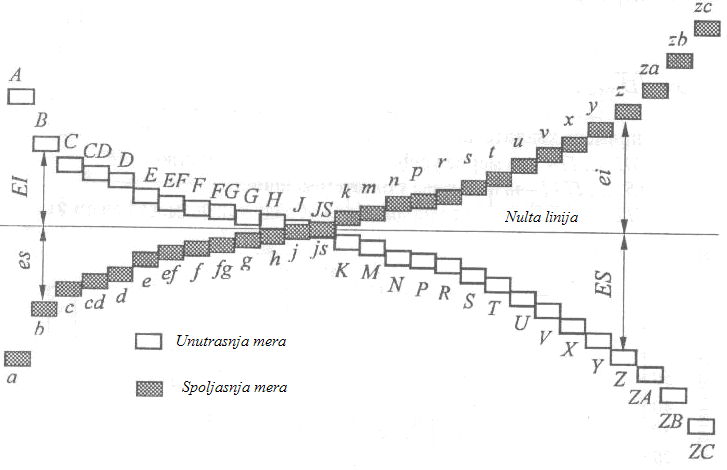 zc
zb
za
z
y
x
v
u
t
s
r
p
n
m
k
A
B
C
CD
D
E
EF
F
FG
G
H
J
JS
EI
ei
Nulta linija
es
ES
a
b
c
cd
d
e
ef
f
fg
g
h
j
js
K
M
N
P
R
S
T
U
V
X
Y
Z
ZA
ZB
ZC
Unutrasnja mera
Spoljasnja mera